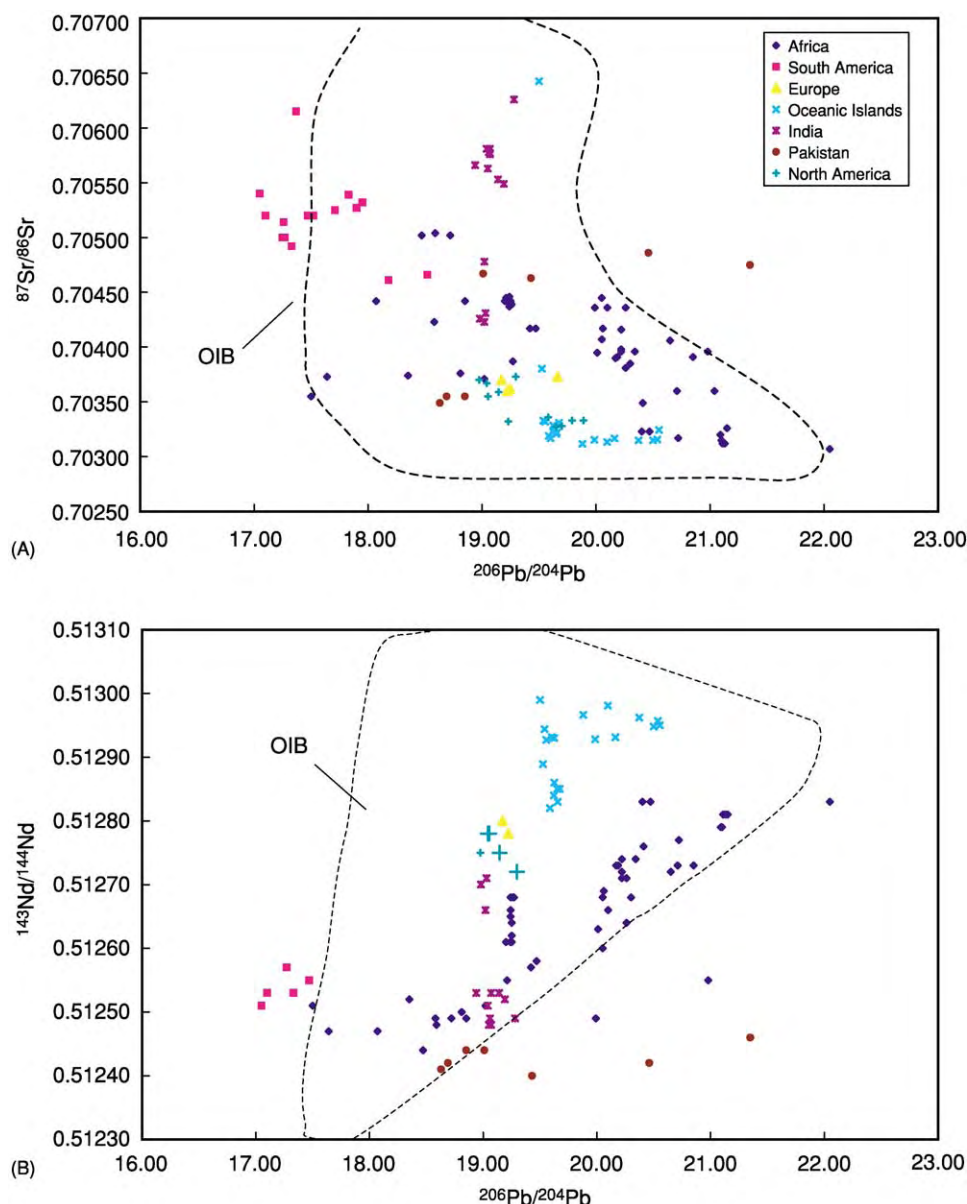 0.70700
0.70650
0.70600
0.70550
0.70500
0.70450
0.70400
0.70350
0.70300
0.70250
87Sr/86Sr
Africa
South America
Europe
Oceanic Islands
India
Pakistan
North America
OIB
16.00 17.00 18.00 19.00 20.00 21.00 22.00 23.00
(A)
206Pb/204Pb
0.51310
0.51300
0.51290
0.51280
0.51270
0.51260
0.51250
0.51240
0.51230
143Nd/144Nd
OIB
16.00 17.00 18.00 19.00 20.00 21.00 22.00 23.00
(B)
206Pb/204Pb